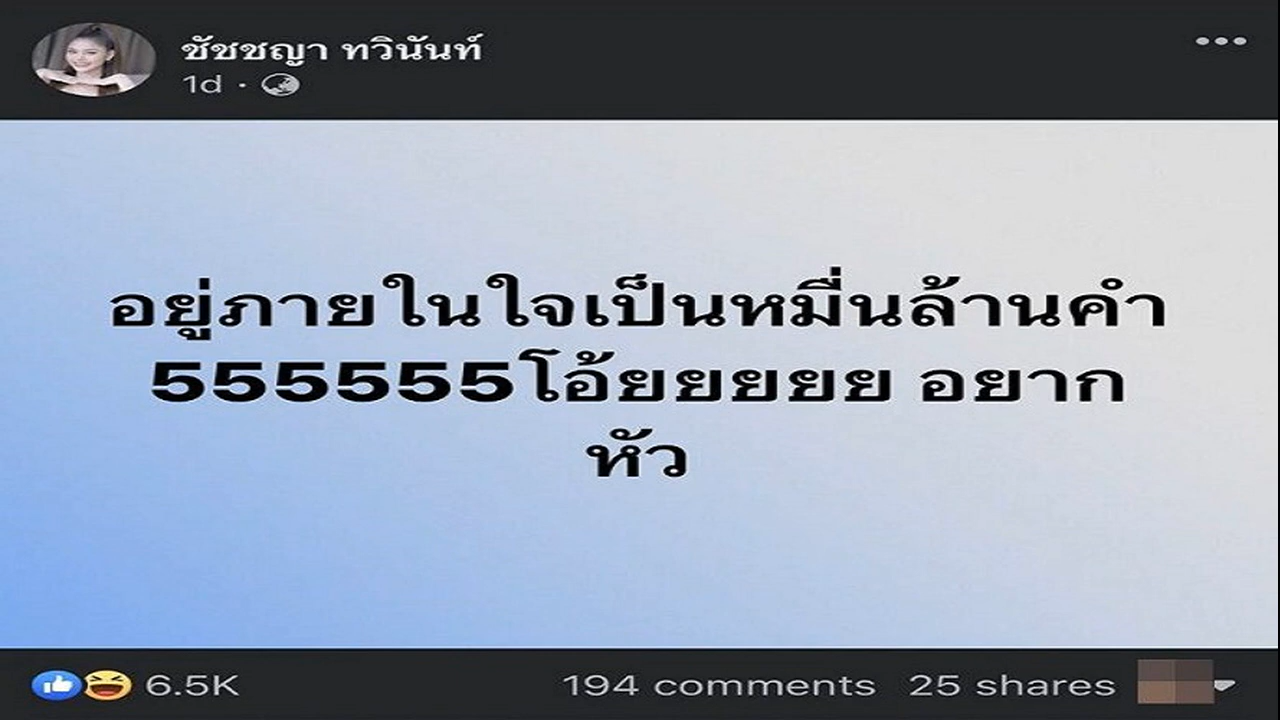 ชัชชญา ทวินันท์
1d ·
อยู่ภายในใจเป็นหมื่นล้านคำ
555555โอ้ยยยยยย อยาก
หัว
6.5K 194 comments 25 shares